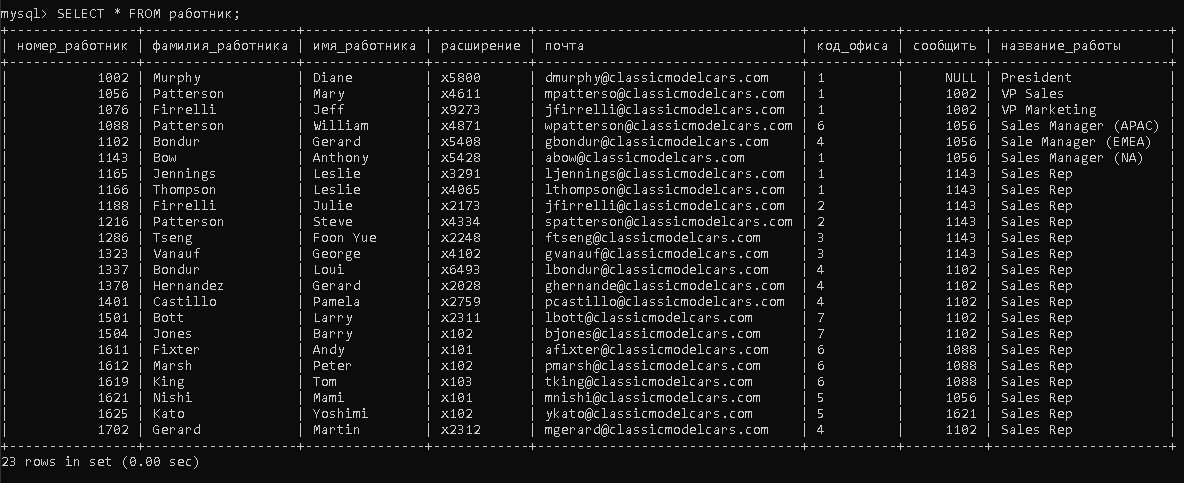 mysql> SELECT * FROM работник;
| номер_работник | фамилия_работника | имя_работника | расширение | почта | код_офиса | сообщить | название_работы |
| 1002 | Murphy | Diane | x5800 | dmurphy@classicmodelcars.com | 1 | NULL | President |
| 1056 | Patterson | Mary | x4611 | mpatterso@classicmodelcars.com | 1 | 1002 | VP Sales |
| 1076 | Firrelli | Jeff | x9273 | jfirrelli@classicmodelcars.com | 1 | 1002 | VP Marketing |
| 1088 | Patterson | William | x4871 | wpatterson@classicmodelcars.com | 6 | 1056 | Sales Manager (APAC) |
| 1102 | Bondur | Gerard | x5408 | gbondur@classicmodelcars.com | 4 | 1056 | Sale Manager (EMEA) |
| 1143 | Bow | Anthony | x5428 | abow@classicmodelcars.com | 1 | 1056 | Sales Manager (NA) |
| 1165 | Jennings | Leslie | x3291 | ljennings@classicmodelcars.com | 1 | 1143 | Sales Rep |
| 1166 | Thompson | Leslie | x4065 | lthompson@classicmodelcars.com | 1 | 1143 | Sales Rep |
| 1188 | Firrelli | Julie | x2173 | jfirrelli@classicmodelcars.com | 2 | 1143 | Sales Rep |
| 1216 | Patterson | Steve | x4334 | spatterson@classicmodelcars.com | 2 | 1143 | Sales Rep |
| 1286 | Tseng | Foon Yue | x2248 | ftseng@classicmodelcars.com | 3 | 1143 | Sales Rep |
| 1323 | Vanauf | George | x4102 | gvanauf@classicmodelcars.com | 3 | 1143 | Sales Rep |
| 1337 | Bondur | Loui | x6493 | lbondur@classicmodelcars.com | 4 | 1102 | Sales Rep |
| 1370 | Hernandez | Gerard | x2028 | ghernande@classicmodelcars.com | 4 | 1102 | Sales Rep |
| 1401 | Castillo | Pamela | x2759 | pcastillo@classicmodelcars.com | 4 | 1102 | Sales Rep |
| 1501 | Bott | Larry | x2311 | lbott@classicmodelcars.com | 7 | 1102 | Sales Rep |
| 1504 | Jones | Barry | x102 | bjones@classicmodelcars.com | 7 | 1102 | Sales Rep |
| 1611 | Fixter | Andy | x101 | afixter@classicmodelcars.com | 6 | 1088 | Sales Rep |
| 1612 | Marsh | Peter | x102 | pmarsh@classicmodelcars.com | 6 | 1088 | Sales Rep |
| 1619 | King | Tom | x103 | tking@classicmodelcars.com | 6 | 1088 | Sales Rep |
| 1621 | Nishi | Mami | x101 | mnishi@classicmodelcars.com | 5 | 1056 | Sales Rep |
| 1625 | Kato | Yoshimi | x102 | ykato@classicmodelcars.com | 5 | 1621 | Sales Rep |
| 1702 | Gerard | Martin | x2312 | mgerard@classicmodelcars.com | 4 | 1102 | Sales Rep |
23 rows in set (0.00 sec)